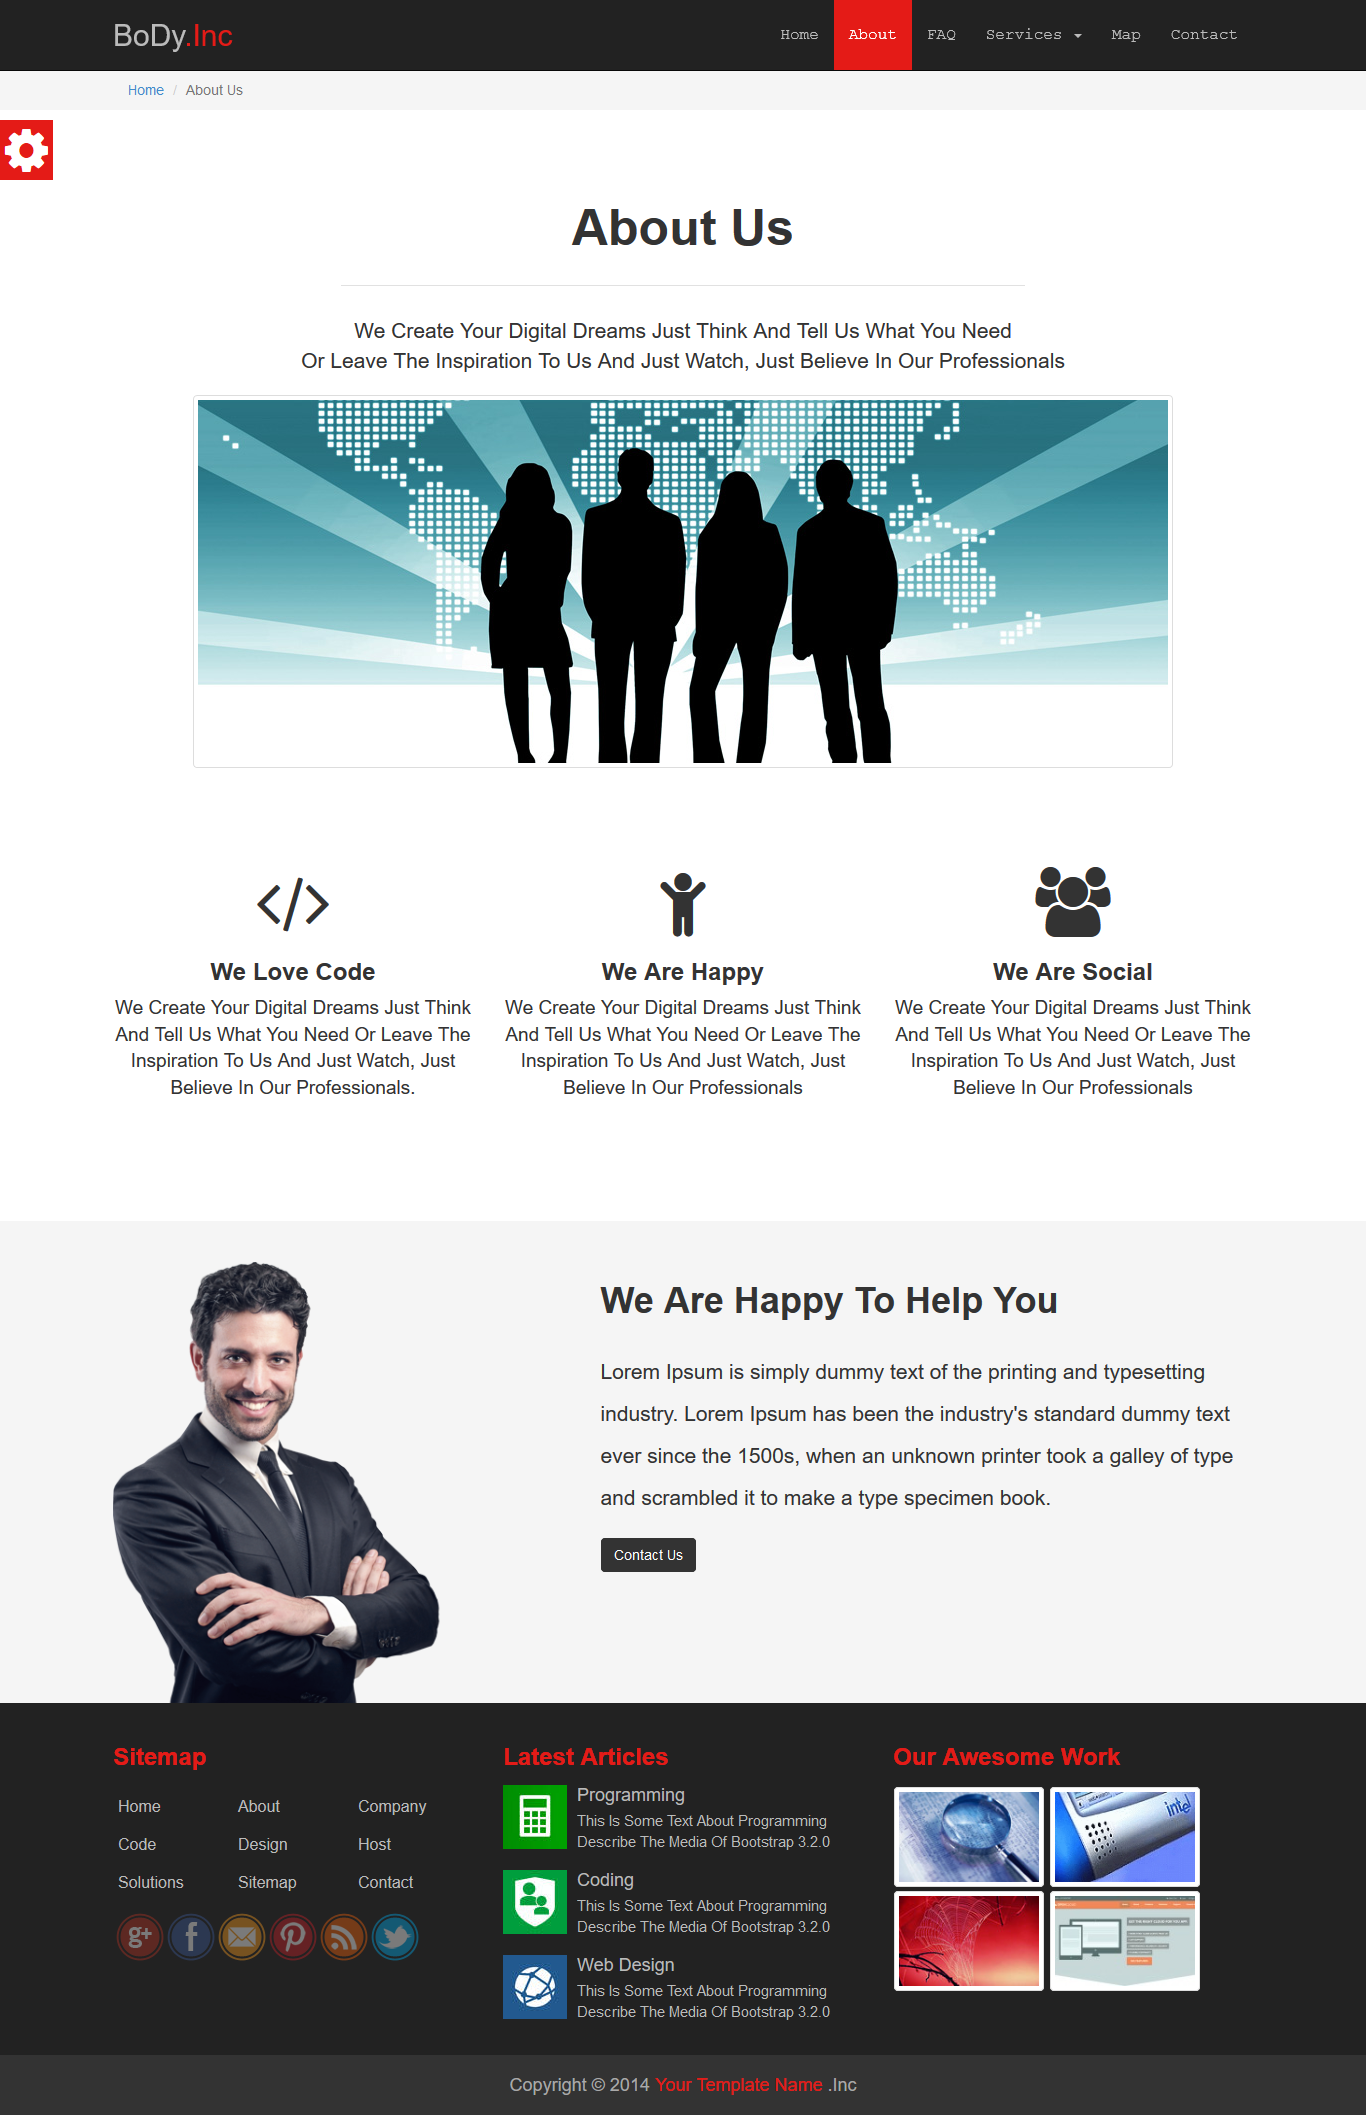 BoDy.Inc
Home About FAQ Services Map Contact
Home / About Us
About Us
We Create Your Digital Dreams Just Think And Tell Us What You Need
Or Leave The Inspiration To Us And Just Watch, Just Believe In Our Professionals
We Love Code
We Create Your Digital Dreams Just Think
And Tell Us What You Need Or Leave The
Inspiration To Us And Just Watch, Just
Believe In Our Professionals.
We Are Happy
We Create Your Digital Dreams Just Think
And Tell Us What You Need Or Leave The
Inspiration To Us And Just Watch, Just
Believe In Our Professionals
We Are Social
We Create Your Digital Dreams Just Think
And Tell Us What You Need Or Leave The
Inspiration To Us And Just Watch, Just
Believe In Our Professionals
We Are Happy To Help You
Lorem Ipsum is simply dummy text of the printing and typesetting
industry. Lorem Ipsum has been the industry's standard dummy text
ever since the 1500s, when an unknown printer took a galley of type
and scrambled it to make a type specimen book.
Contact Us
Sitemap
Home About Company
Code Design Host
Solutions Sitemap Contact
g+ f
Latest Articles
Programming
This Is Some Text About Programming
Describe The Media Of Bootstrap 3.2.0
Coding
This Is Some Text About Programming
Describe The Media Of Bootstrap 3.2.0
Web Design
This Is Some Text About Programming
Describe The Media Of Bootstrap 3.2.0
Our Awesome Work
intel
Copyright © 2014 Your Template Name .Inc